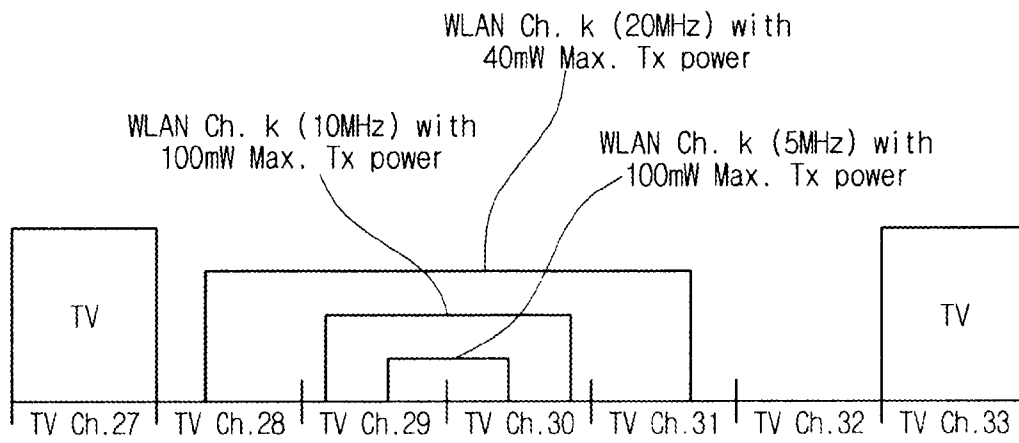 WLAN Ch. k (20MHz) with
40mW Max. Tx power
WLAN Ch. k (10MHz) with
100mW Max. Tx power
WLAN Ch. k (5MHz) with
100mW Max. Tx power
TV
TV
TV Ch.27
TV Ch.28
TV Ch.29
TV Ch.30
TV Ch.31
TV Ch.32
TV Ch.33